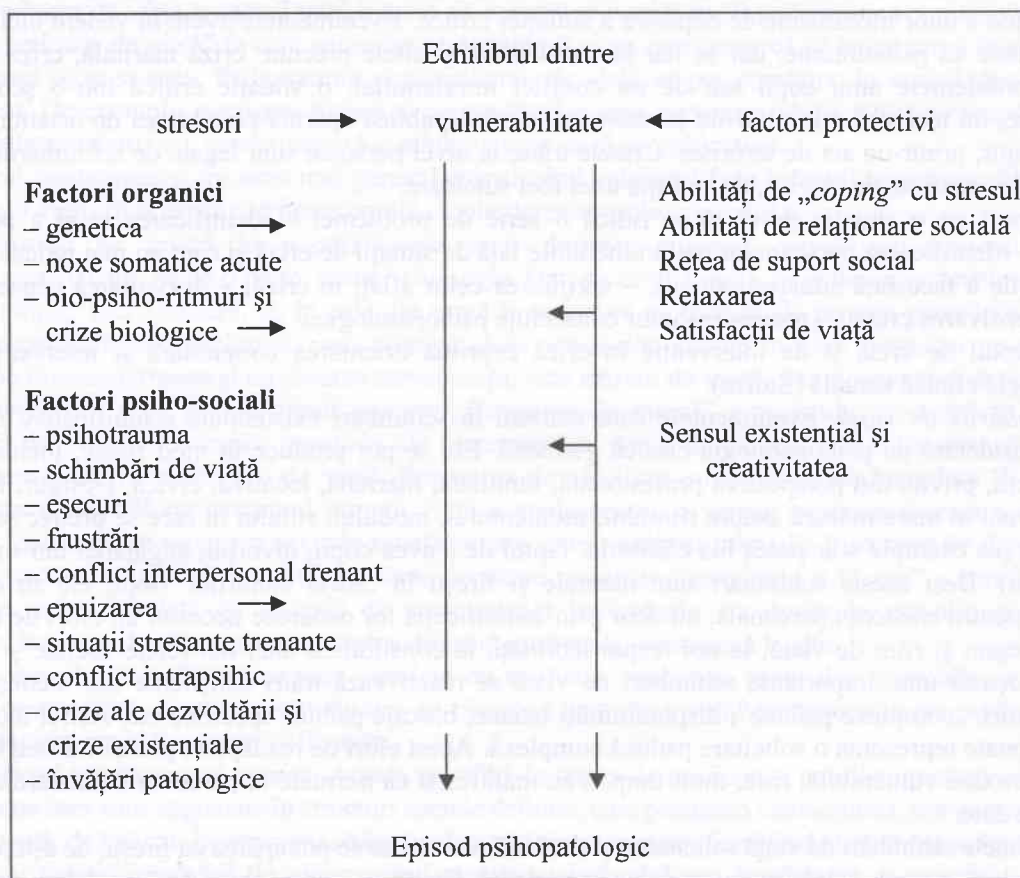 Echilibrul dintre
stresori vulnerabilitate factori protectivi
Factori organici
– genetica
– noxe somatice acute
– bio-psiho-ritmuri și
crize biologice
Factori psiho-sociali
– psihotrauma
– schimbări de viață
– eșecuri
– frustrări
– conflict interpersonal trenant
– epuizarea
– situații stresante trenante
– conflict intrapsihic
– crize ale dezvoltării și
crize existențiale
– învățări patologice
Abilități de „coping” cu stresul
Abilități de relaționare socială
Rețea de suport social
Relaxarea
Satisfacții de viață
Sensul existențial și
creativitatea
Episod psihopatologic